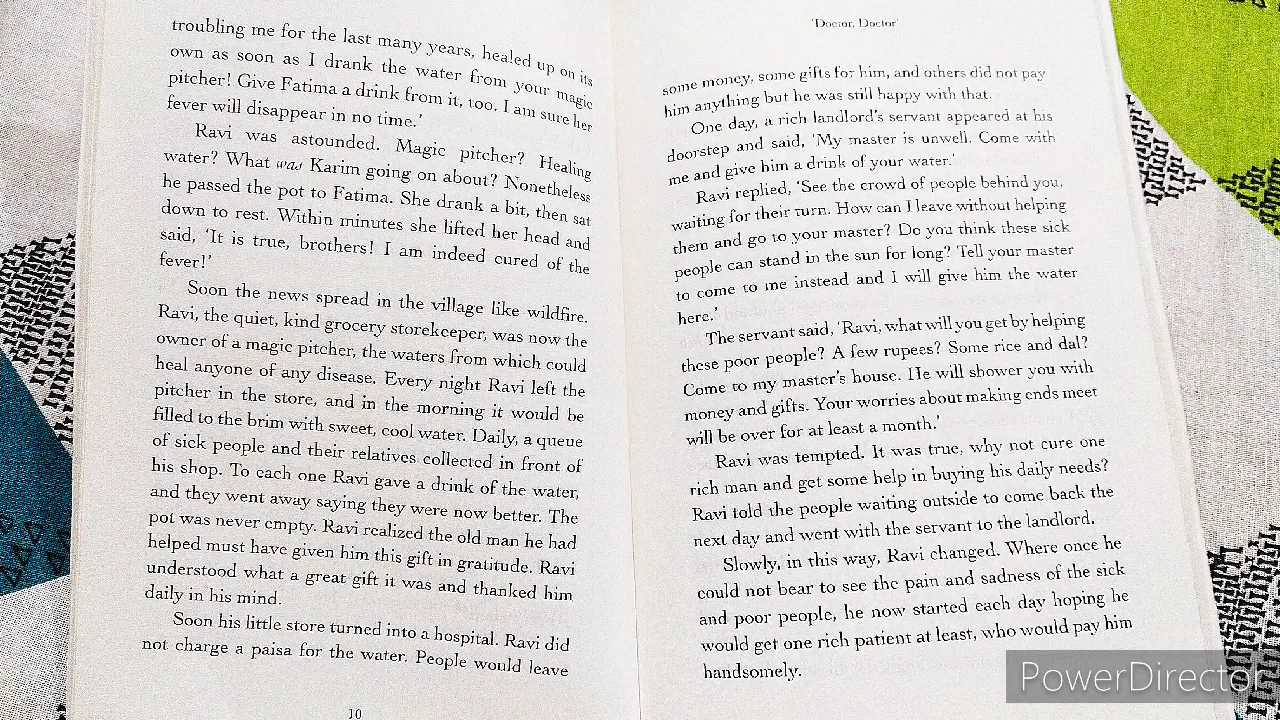 troubling me for the last many years, healed up on its
own as soon as I drank the water from your magic
pitcher! Give Fatima a drink from it, too. I am sure her
fever will disappear in no time.'
Ravi was astounded. Magic pitcher? Healing
water? What was Karim going on about? Nonetheless
he passed the pot to Fatima. She drank a bit, then sat
down to rest. Within minutes she lifted her head and
said, 'It is true, brothers! I am indeed cured of the
fever!'
Soon the news spread in the village like wildfire.
Ravi, the quiet, kind grocery storekeeper, was now the
owner of a magic pitcher, the waters from which could
heal anyone of any disease. Every night Ravi left the
pitcher in the store, and in the morning it would be
filled to the brim with sweet, cool water. Daily, a queue
of sick people and their relatives collected in front of
his shop. To each one Ravi gave a drink of the water,
and they went away saying they were now better. The
pot was never empty. Ravi realized the old man he had
helped must have given him this gift in gratitude. Ravi
understood what a great gift it was and thanked him
daily in his mind.
Soon his little store turned into a hospital. Ravi did
not charge a paisa for the water. People would leave
10
'Doctor, Doctor'
some money, some gifts for him, and others did not pay
him anything but he was still happy with that.
One day, a rich landlord's servant appeared at his
doorstep and said, 'My master is unwell. Come with
me and give him a drink of your water.'
Ravi replied, 'See the crowd of people behind you,
waiting for their turn. How can I leave without helping
them and go to your master? Do you think these sick
people can stand in the sun for long? Tell your master
to come to me instead and I will give him the water
here.'
The servant said, 'Ravi, what will you get by helping
these poor people? A few rupees? Some rice and dal?
Come to my master's house. He will shower you with
money and gifts. Your worries about making ends meet
will be over for at least a month.'
Ravi was tempted. It was true, why not cure one
rich man and get some help in buying his daily needs?
Ravi told the people waiting outside to come back the
next day and went with the servant to the landlord.
Slowly, in this way, Ravi changed. Where once he
could not bear to see the pain and sadness of the sick
and poor people, he now started each day hoping he
would get one rich patient at least, who would pay him
handsomely.
PowerDirector